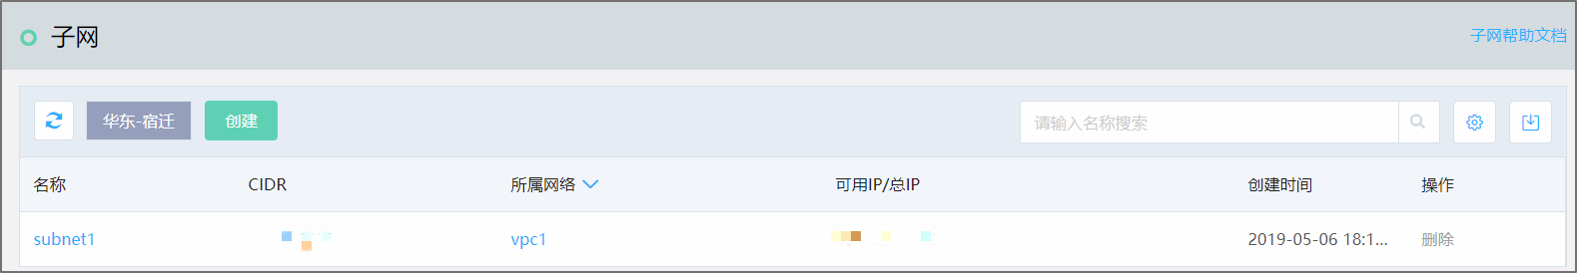 子网
子网帮助文档
华东-宿迁 创建 请输入名称搜索
名称 CIDR 所属网络 可用IP/总IP 创建时间 操作
subnet1 vpc1 2019-05-06 18:1... 删除